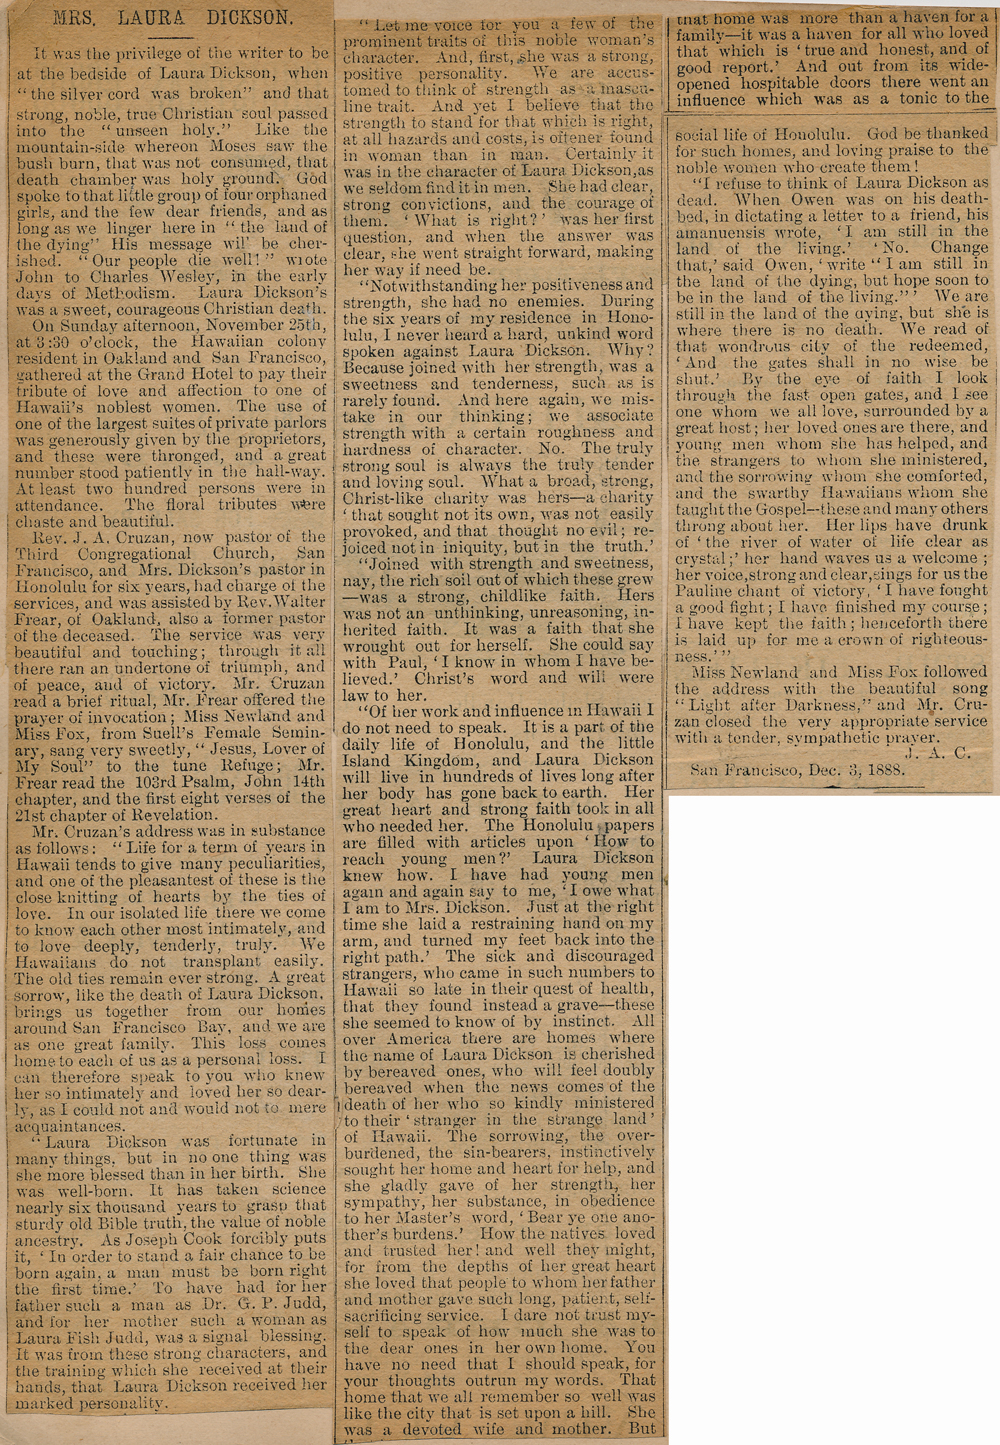 MRS. LAURA DICKSON.
It was the privilege of the writer to be
at the bedside of Laura Dickson, when
"the silver cord was broken" and that
strong, noble, true Christian soul passed
into the "unseen holy." Like the
mountain-side whereon Moses saw the
bush burn, that was not consumed, that
death chamber was holy ground. God
spoke to that little group of four orphaned
girls, and the few dear friends, and as
long as we linger here in "the land of
the dying" His message will be cher-
ished. "Our people die well!" wrote
John to Charles Wesley, in the early
days of Methodism. Laura Dickson's
was a sweet, courageous Christian death.
On Sunday afternoon, November 25th,
at 3:30 o'clock, the Hawaiian colony
resident in Oakland and San Francisco,
gathered at the Grand Hotel to pay their
tribute of love and affection to one of
Hawaii's noblest women. The use of
one of the largest suites of private parlors
was generously given by the proprietors,
and these were thronged, and a great
number stood patiently in the hall-way.
At least two hundred persons were in
attendance. The floral tributes were
chaste and beautiful.
Rev. J. A. Cruzan, now pastor of the
Third Congregational Church, San
Francisco, and Mrs. Dickson's pastor in
Honolulu for six years, had charge of the
services, and was assisted by Rev. Walter
Frear, of Oakland, also a former pastor
of the deceased. The service was very
beautiful and touching; through it all
there ran an undertone of triumph, and
of peace, and of victory. Mr. Cruzan
read a brief ritual, Mr. Frear offered the
prayer of invocation; Miss Newland and
Miss Fox, from Suell's Female Semin-
ary, sang very sweetly, "Jesus, Lover of
My Soul" to the tune Refuge; Mr.
Frear read the 103rd Psalm, John 14th
chapter, and the first eight verses of the
21st chapter of Revelation.
Mr. Cruzan's address was in substance
as follows: "Life for a term of years in
Hawaii tends to give many peculiarities,
and one of the pleasantest of these is the
close knitting of hearts by the ties of
love. In our isolated life there we come
to know each other most intimately, and
to love deeply, tenderly, truly. We
Hawaiians do not transplant easily.
The old ties remain ever strong. A great
sorrow, like the death of Laura Dickson,
brings us together from our homes
around San Francisco Bay, and we are
as one great family. This loss comes
home to each of us as a personal loss. I
can therefore speak to you who knew
her so intimately and loved her so dear-
ly, as I could not and would not to mere
acquaintances.
"Laura Dickson was fortunate in
many things, but in no one thing was
she more blessed than in her birth. She
was well-born. It has taken science
nearly six thousand years to grasp that
sturdy old Bible truth, the value of noble
ancestry. As Joseph Cook forcibly puts
it, 'In order to stand a fair chance to be
born again, a man must be born right
the first time.' To have had for her
father such a man as Dr. G. P. Judd,
and for her mother such a woman as
Laura Fish Judd, was a signal blessing.
It was from these strong characters, and
the training which she received at their
hands, that Laura Dickson received her
marked personality.
"Let me voice for you a few of the
prominent traits of this noble woman's
character. And, first, she was a strong,
positive personality. We are accus-
tomed to think of strength as a mascu-
line trait. And yet I believe that the
strength to stand for that which is right,
at all hazards and costs, is oftener found
in woman than in man. Certainly it
was in the character of Laura Dickson, as
we seldom find it in men. She had clear,
strong convictions, and the courage of
them. 'What is right?' was her first
question, and when the answer was
clear, she went straight forward, making
her way if need be.
"Notwithstanding her positiveness and
strength, she had no enemies. During
the six years of my residence in Hono-
lulu, I never heard a hard, unkind word
spoken against Laura Dickson. Why?
Because joined with her strength, was a
sweetness and tenderness, such as is
rarely found. And here again, we mis-
take in our thinking; we associate
strength with a certain roughness and
hardness of character. No. The truly
strong soul is always the truly tender
and loving soul. What a broad, strong,
Christ-like charity was hers—a charity
'that sought not its own, was not easily
provoked, and that thought no evil; re-
joiced not in iniquity, but in the truth.'
"Joined with strength and sweetness,
nay, the rich soil out of which these grew
—was a strong, childlike faith. Hers
was not an unthinking, unreasoning, in-
herited faith. It was a faith that she
wrought out for herself. She could say
with Paul, 'I know in whom I have be-
lieved.' Christ's word and will were
law to her.
"Of her work and influence in Hawaii I
do not need to speak. It is a part of the
daily life of Honolulu, and the little
Island Kingdom, and Laura Dickson
will live in hundreds of lives long after
her body has gone back to earth. Her
great heart and strong faith took in all
who needed her. The Honolulu papers
are filled with articles upon 'How to
reach young men?' Laura Dickson
knew how. I have had young men
again and again say to me, 'I owe what
I am to Mrs. Dickson. Just at the right
time she laid a restraining hand on my
arm, and turned my feet back into the
right path.' The sick and discouraged
strangers, who came in such numbers to
Hawaii so late in their quest of health,
that they found instead a grave—these
she seemed to know of by instinct. All
over America there are homes where
the name of Laura Dickson is cherished
by bereaved ones, who will feel doubly
bereaved when the news comes of the
death of her who so kindly ministered
to their 'stranger in the strange land'
of Hawaii. The sorrowing, the over-
burdened, the sin-bearers, instinctively
sought her home and heart for help, and
she gladly gave of her strength, her
sympathy, her substance, in obedience
to her Master's word, 'Bear ye one ano-
ther's burdens.' How the natives loved
and trusted her! and well they might,
for from the depths of her great heart
she loved that people to whom her father
and mother gave such long, patient, self-
sacrificing service. I dare not trust my-
self to speak of how much she was to
the dear ones in her own home. You
have no need that I should speak, for
your thoughts outrun my words. That
home that we all remember so well was
like the city that is set upon a hill. She
was a devoted wife and mother. But
that home was more than a haven for a
family—it was a haven for all who loved
that which is 'true and honest, and of
good report.' And out from its wide-
opened hospitable doors there went an
influence which was as a tonic to the
social life of Honolulu. God be thanked
for such homes, and loving praise to the
noble women who create them!
"I refuse to think of Laura Dickson as
dead. When Owen was on his death-
bed, in dictating a letter to a friend, his
amanuensis wrote, 'I am still in the
land of the living.' 'No. Change
that,' said Owen, 'write "I am still in
the land of the dying, but hope soon to
be in the land of the living."' We are
still in the land of the dying, but she is
where there is no death. We read of
that wondrous city of the redeemed,
'And the gates shall in no wise be
shut.' By the eye of faith I look
through the fast open gates, and I see
one whom we all love, surrounded by a
great host; her loved ones are there, and
young men whom she has helped, and
the strangers to whom she ministered,
and the sorrowing whom she comforted,
and the swarthy Hawaiians whom she
taught the Gospel—these and many others
throng about her. Her lips have drunk
of 'the river of water of life clear as
crystal;' her hand waves us a welcome;
her voice, strong and clear, sings for us the
Pauline chant of victory, 'I have fought
a good fight; I have finished my course;
I have kept the faith; henceforth there
is laid up for me a crown of righteous-
ness.'"
Miss Newland and Miss Fox followed
the address with the beautiful song
"Light after Darkness," and Mr. Cru-
zan closed the very appropriate service
with a tender, sympathetic prayer.
J. A. C.
San Francisco, Dec. 3, 1888.